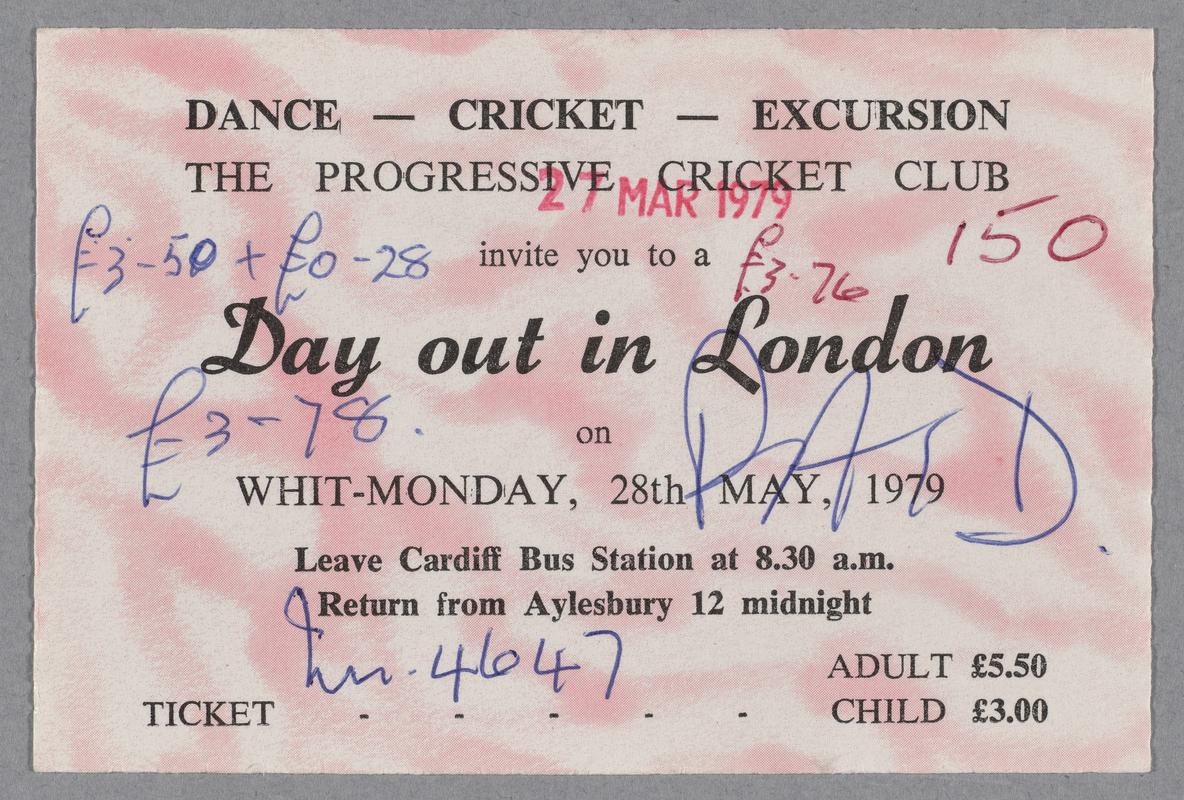 DANCE — CRICKET — EXCURSION
THE PROGRESSIVE CRICKET CLUB
27 MAR 1979
150
£3-50 + £0-28
invite you to a
£3-76
Day out in London
£3-78.
on
PAID.
WHIT-MONDAY, 28th MAY, 1979
Leave Cardiff Bus Station at 8.30 a.m.
Return from Aylesbury 12 midnight
Inv. 4647
ADULT £5.50
TICKET - - - - - CHILD £3.00